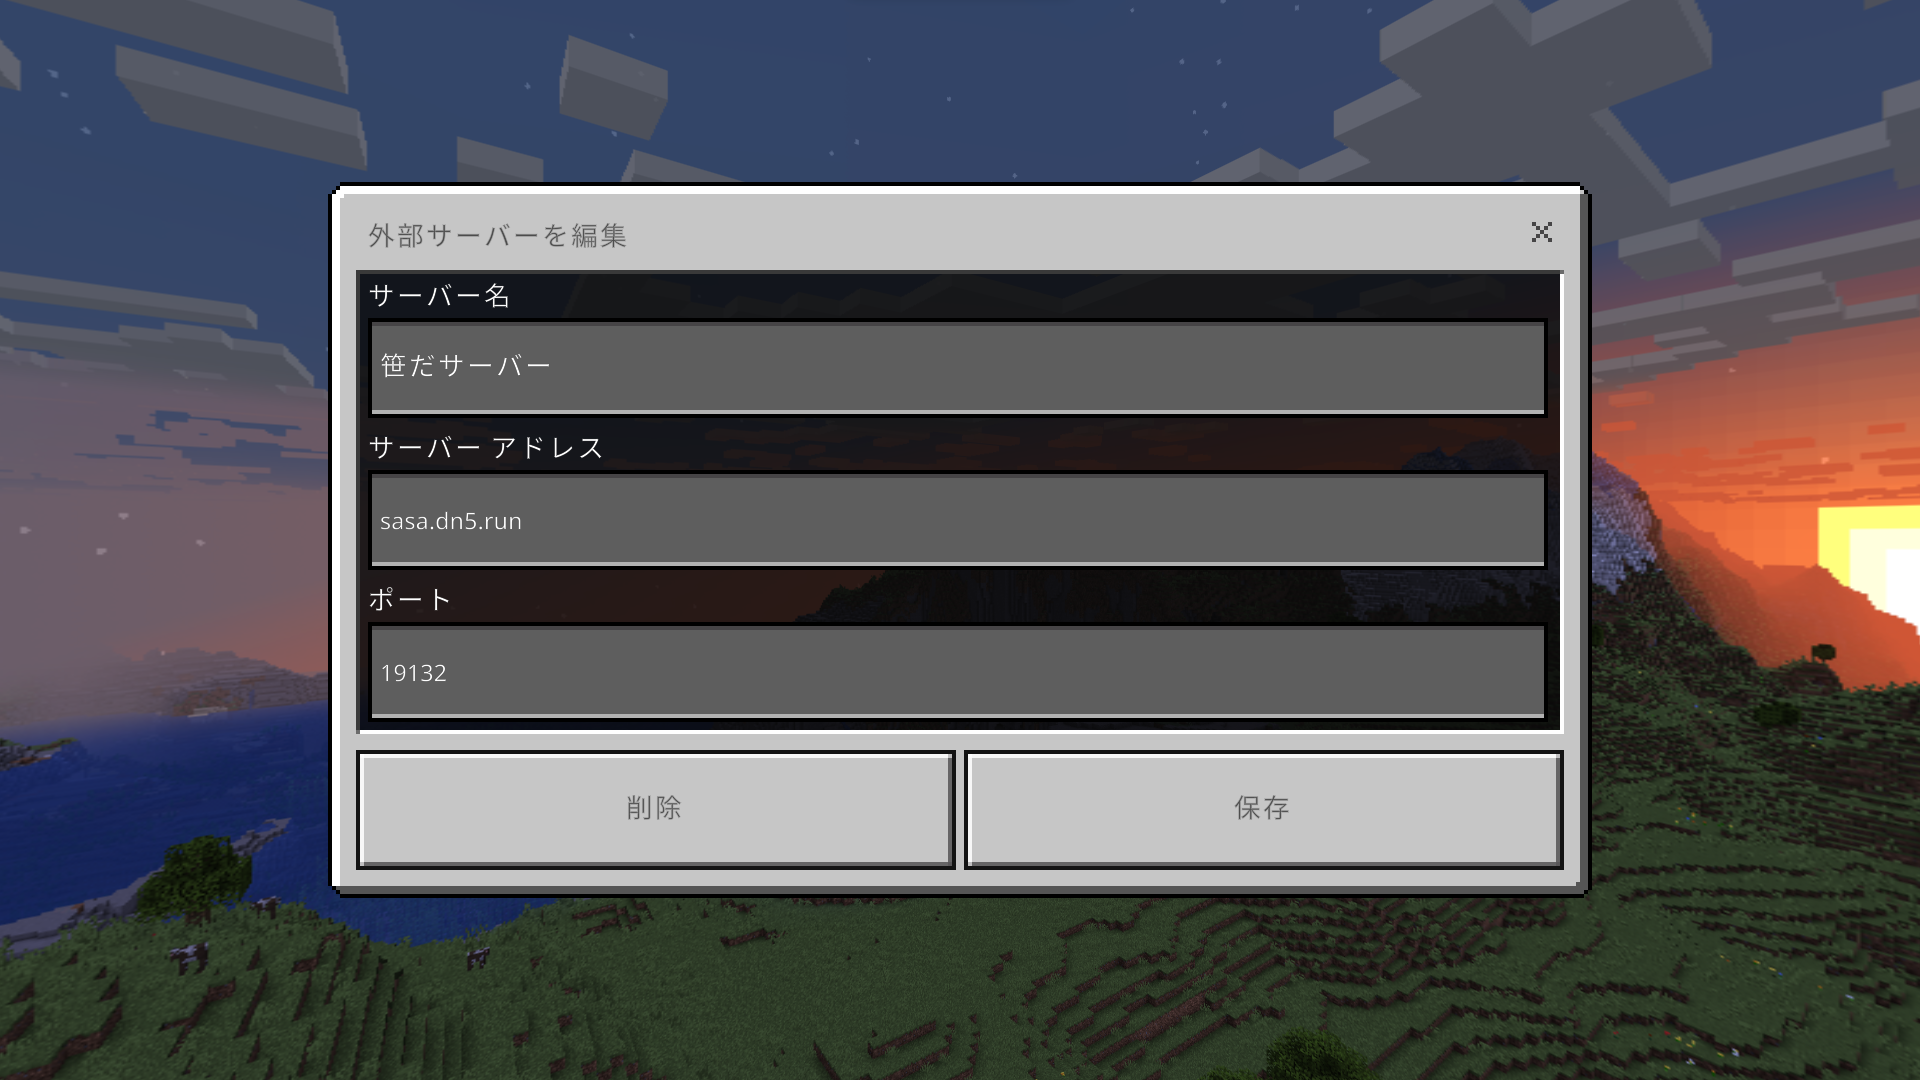 外部サーバーを編集
サーバー名
笹だサーバー
サーバー アドレス
sasa.dn5.run
ポート
19132
削除
保存